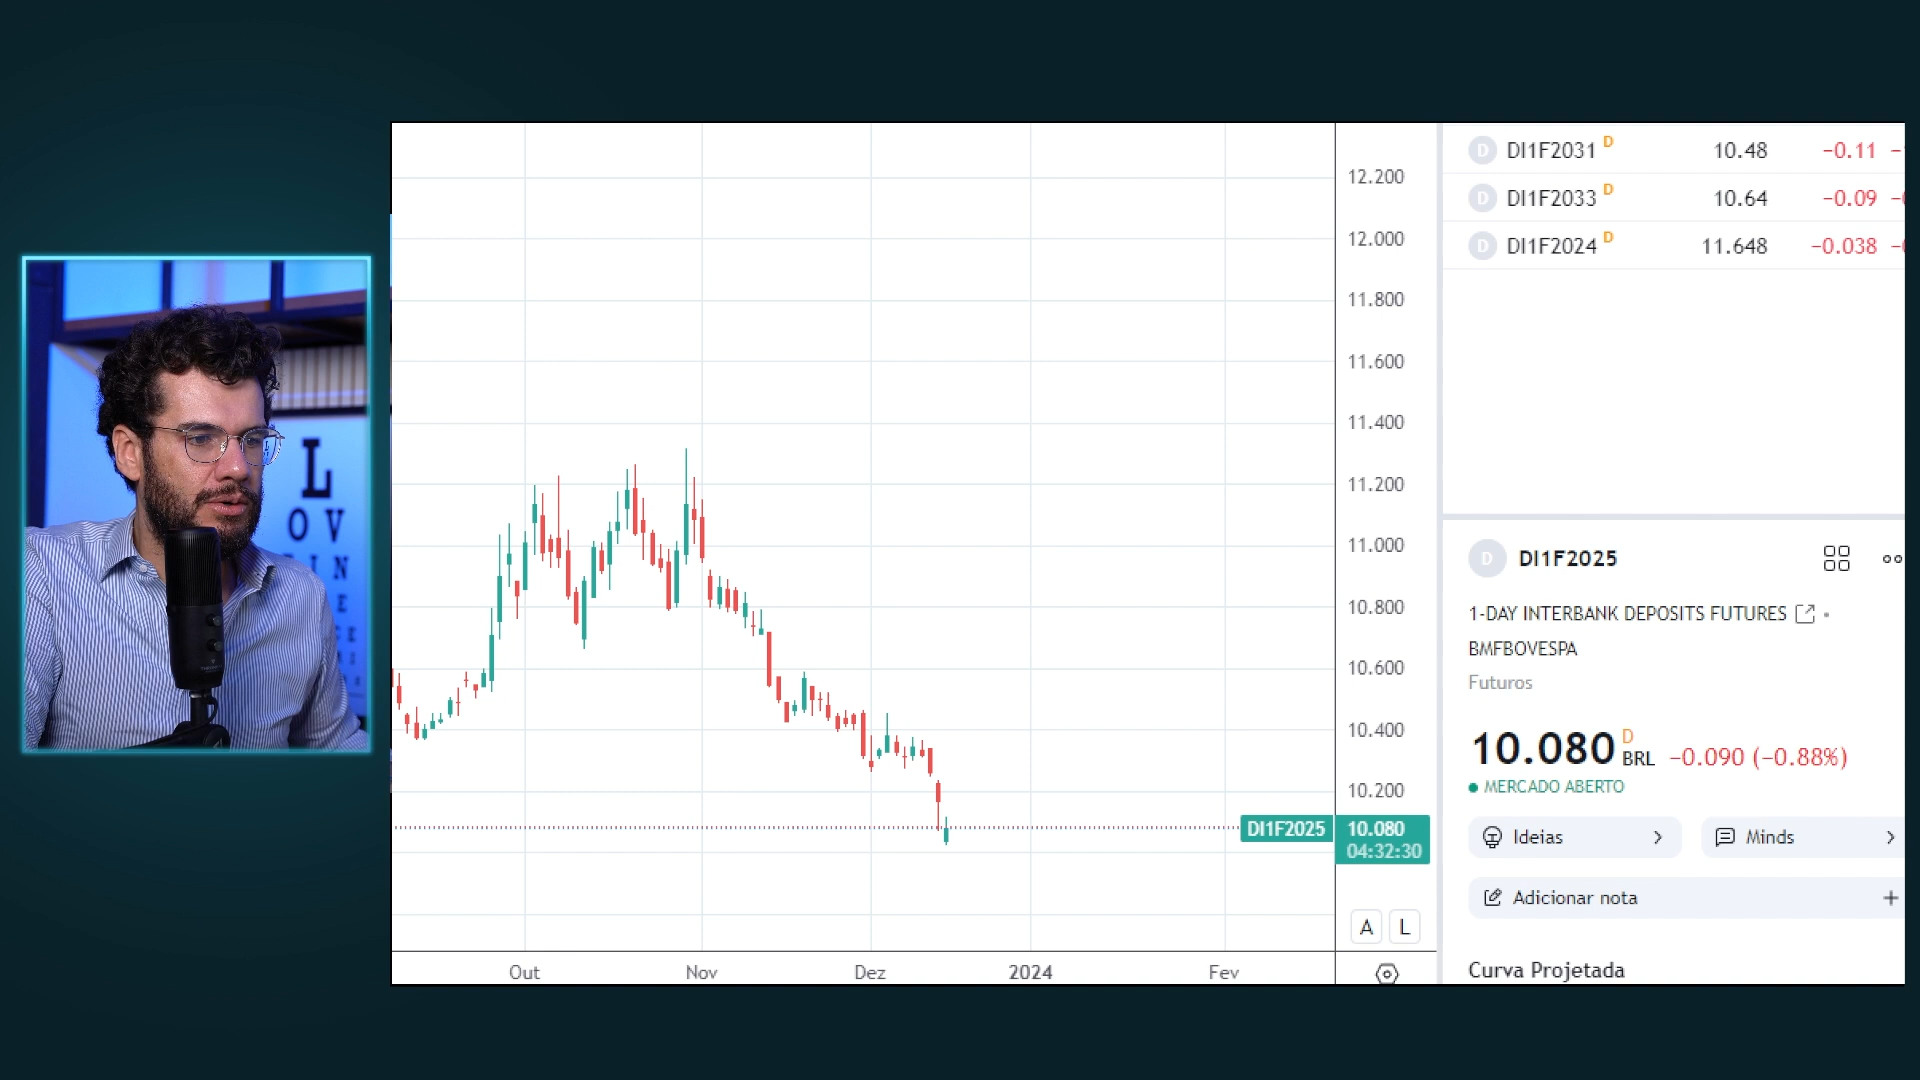 L
O V
I N
E
12.200
12.000
11.800
11.600
11.400
11.200
11.000
10.800
10.600
10.400
10.200
DI1F2025 10.080
04:32:30
A L
Out Nov Dez 2024 Fev
D DI1F2031 D 10.48 −0.11 −
D DI1F2033 D 10.64 −0.09 −
D DI1F2024 D 11.648 −0.038 −
D DI1F2025
1-DAY INTERBANK DEPOSITS FUTURES
BMFBOVESPA
Futuros
10.080 D BRL −0.090 (−0.88%)
MERCADO ABERTO
Ideias Minds
Adicionar nota +
Curva Projetada